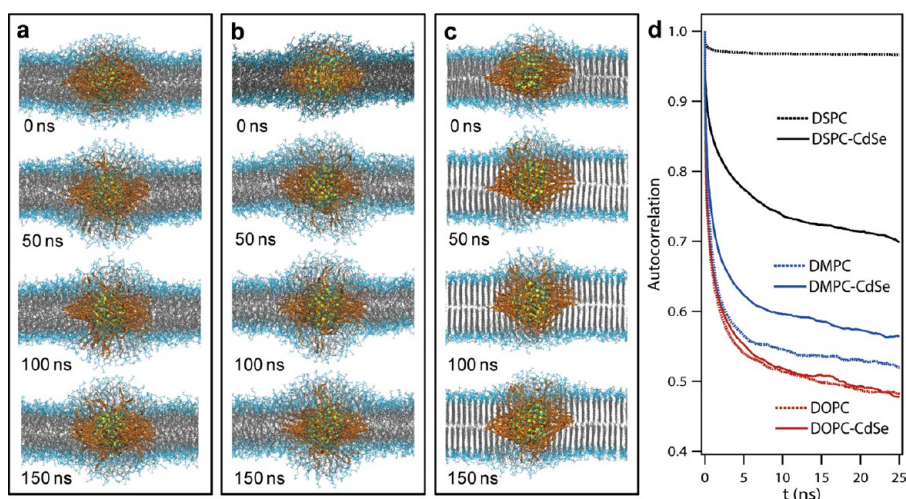 a
0 ns
50 ns
100 ns
150 ns
b
0 ns
50 ns
100 ns
150 ns
c
0 ns
50 ns
100 ns
150 ns
d
1.0
0.9
0.8
0.7
0.6
0.5
0.4
Autocorrelation
DSPC
DSPC-CdSe
DMPC
DMPC-CdSe
DOPC
DOPC-CdSe
0 5 10 15 20 25
t (ns)